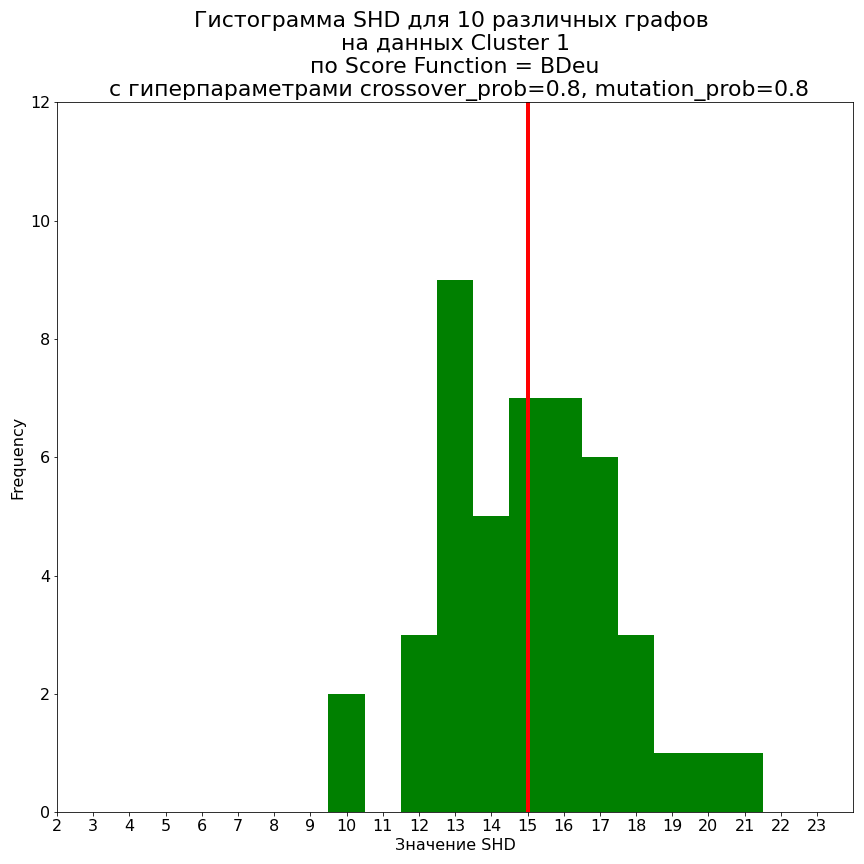 Гистограмма SHD для 10 различных графов
на данных Cluster 1
по Score Function = BDeu
с гиперпараметрами crossover_prob=0.8, mutation_prob=0.8
12
10
8
6
4
2
0
Frequency
2 3 4 5 6 7 8 9 10 11 12 13 14 15 16 17 18 19 20 21 22 23
Значение SHD